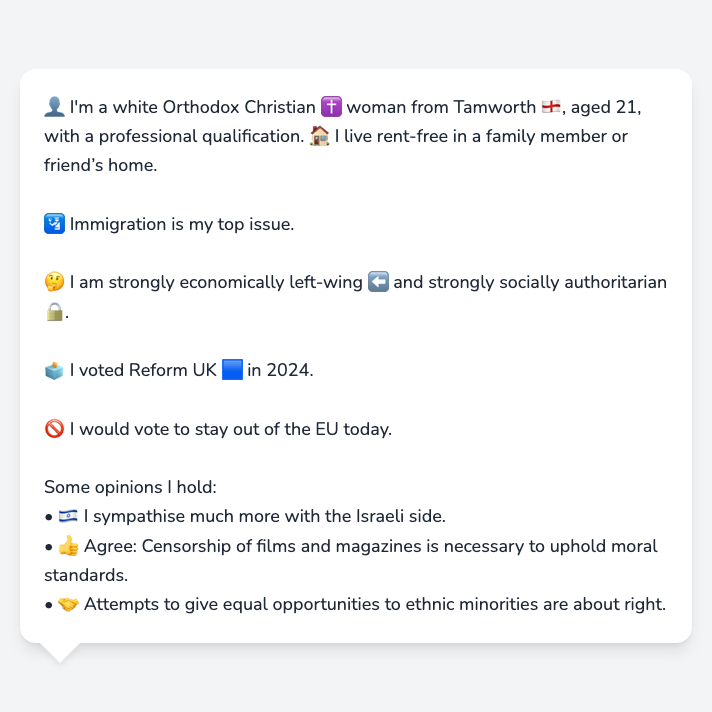 👤 I'm a white Orthodox Christian ✝️ woman from Tamworth 🏴󠁧󠁢󠁥󠁮󠁧󠁿, aged 21,
with a professional qualification. 🏠 I live rent-free in a family member or
friend’s home.
🛂 Immigration is my top issue.
🤔 I am strongly economically left-wing ⬅️ and strongly socially authoritarian
🔒.
🗳️ I voted Reform UK 🟦 in 2024.
🚫 I would vote to stay out of the EU today.
Some opinions I hold:
• 🇮🇱 I sympathise much more with the Israeli side.
• 👍 Agree: Censorship of films and magazines is necessary to uphold moral
standards.
• 🤝 Attempts to give equal opportunities to ethnic minorities are about right.